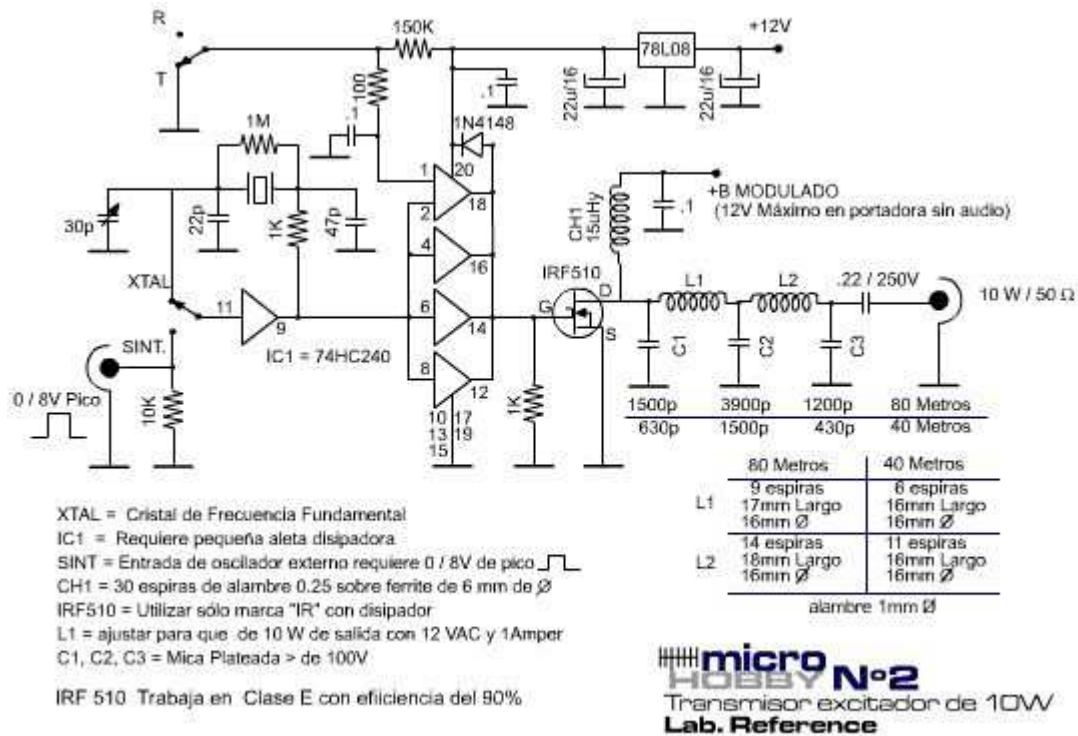 R
T
150K
100
.1
.1
1N4148
78L08
+12V
22u/16
22u/16
1M
30p
22p
1K
47p
XTAL
SINT.
0 / 8V Pico
10K
11
9
IC1 = 74HC240
1
2
4
6
8
20
18
16
14
12
10 17
13 19
15
1K
CH1
15uHy
.1
+B MODULADO
(12V Máximo en portadora sin audio)
IRF510
G
D
S
L1
L2
.22 / 250V
10 W / 50 Ω
C1
C2
C3
1500p 3900p 1200p 80 Metros
630p 1500p 430p 40 Metros
80 Metros 40 Metros
L1
9 espiras 6 espiras
17mm Largo 16mm Largo
16mm Ø 16mm Ø
L2
14 espiras 11 espiras
18mm Largo 16mm Largo
16mm Ø 16mm Ø
alambre 1mm Ø
XTAL = Cristal de Frecuencia Fundamental
IC1 = Requiere pequeña aleta disipadora
SINT = Entrada de oscilador externo requiere 0 / 8V de pico
CH1 = 30 espiras de alambre 0.25 sobre ferrite de 6 mm de Ø
IRF510 = Utilizar sólo marca "IR" con disipador
L1 = ajustar para que de 10 W de salida con 12 VAC y 1Amper
C1, C2, C3 = Mica Plateada > de 100V
IRF 510 Trabaja en Clase E con efiiciencia del 90%
micro
HOBBY Nº2
Transmisor excitador de 10W
Lab. Reference